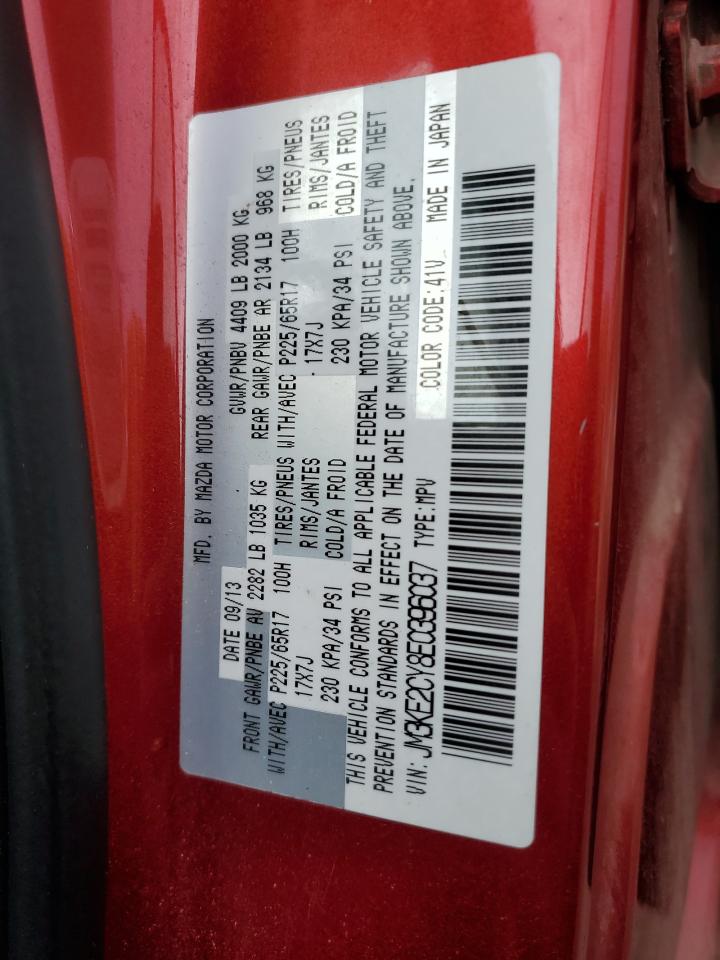 MFD. BY MAZDA MOTOR CORPORATION
DATE 09/13 GVWR/PNBV 4409 LB 2000 KG
FRONT GAWR/PNBE AV 2282 LB 1035 KG REAR GAWR/PNBE AR 2134 LB 968 KG
WITH/AVEC P225/65R17 100H TIRES/PNEUS WITH/AVEC P225/65R17 100H TIRES/PNEUS
17X7J RIMS/JANTES 17X7J RIMS/JANTES
230 KPA/34 PSI COLD/A FROID 230 KPA/34 PSI COLD/A FROID
THIS VEHICLE CONFORMS TO ALL APPLICABLE FEDERAL MOTOR VEHICLE SAFETY AND THEFT
PREVENTION STANDARDS IN EFFECT ON THE DATE OF MANUFACTURE SHOWN ABOVE.
VIN: JM3KE2CY8E0396037 TYPE:MPV COLOR CODE:41V MADE IN JAPAN